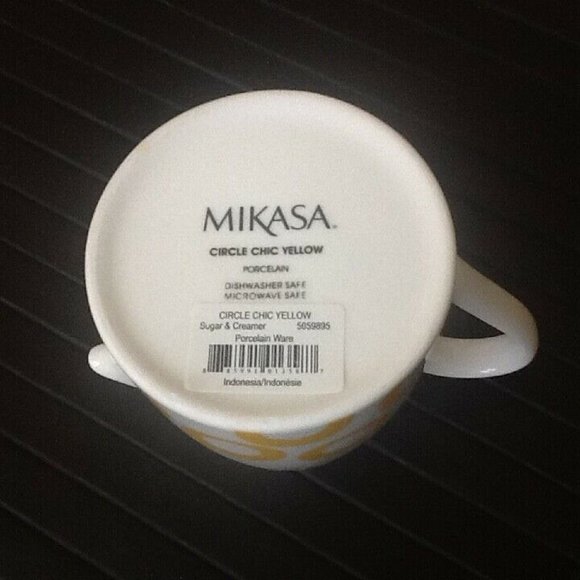 MIKASA®
CIRCLE CHIC YELLOW
PORCELAIN
DISHWASHER SAFE
MICROWAVE SAFE
CIRCLE CHIC YELLOW
Sugar & Creamer 5059895
Porcelain Ware
Indonesia/Indonésie